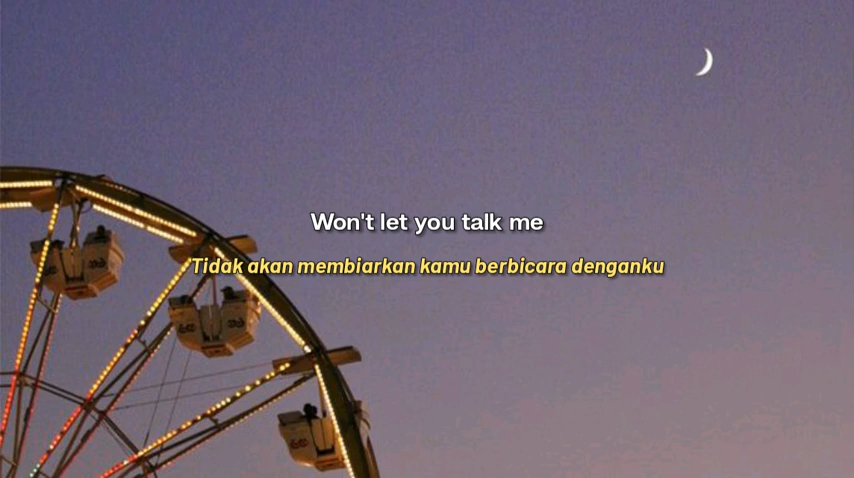 Won't let you talk me
Tidak akan membiarkan kamu berbicara denganku